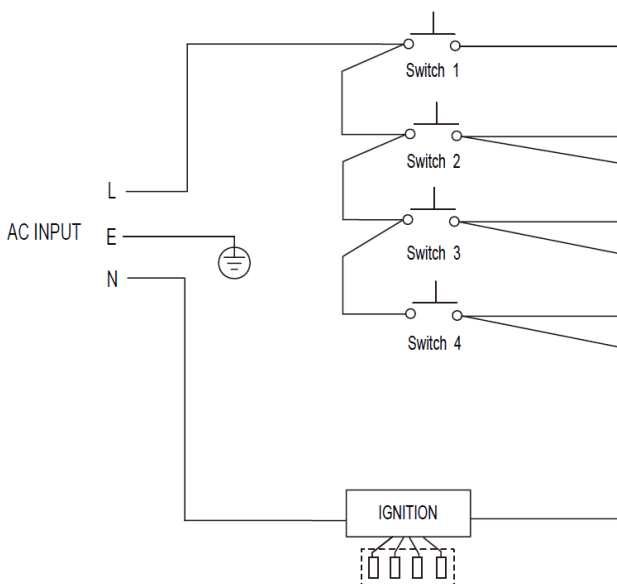 Switch 1
Switch 2
L
AC INPUT E
Switch 3
N
Switch 4
IGNITION